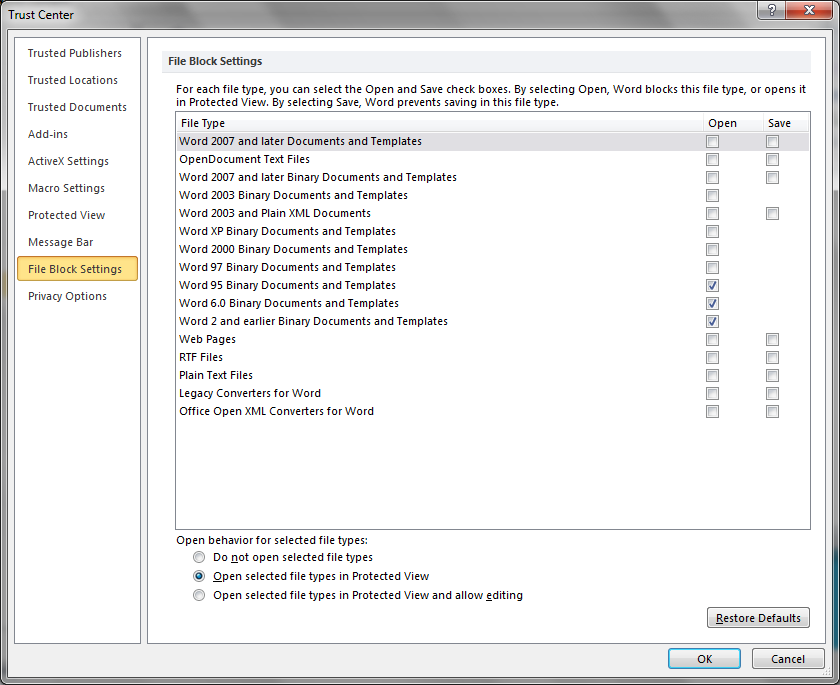 Trust Center
?
Trusted Publishers
Trusted Locations
Trusted Documents
Add-ins
ActiveX Settings
Macro Settings
Protected View
Message Bar
File Block Settings
Privacy Options
File Block Settings
For each file type, you can select the Open and Save check boxes. By selecting Open, Word blocks this file type, or opens it
in Protected View. By selecting Save, Word prevents saving in this file type.
File Type Open Save
Word 2007 and later Documents and Templates
OpenDocument Text Files
Word 2007 and later Binary Documents and Templates
Word 2003 Binary Documents and Templates
Word 2003 and Plain XML Documents
Word XP Binary Documents and Templates
Word 2000 Binary Documents and Templates
Word 97 Binary Documents and Templates
Word 95 Binary Documents and Templates
Word 6.0 Binary Documents and Templates
Word 2 and earlier Binary Documents and Templates
Web Pages
RTF Files
Plain Text Files
Legacy Converters for Word
Office Open XML Converters for Word
Open behavior for selected file types:
Do not open selected file types
Open selected file types in Protected View
Open selected file types in Protected View and allow editing
Restore Defaults
OK Cancel